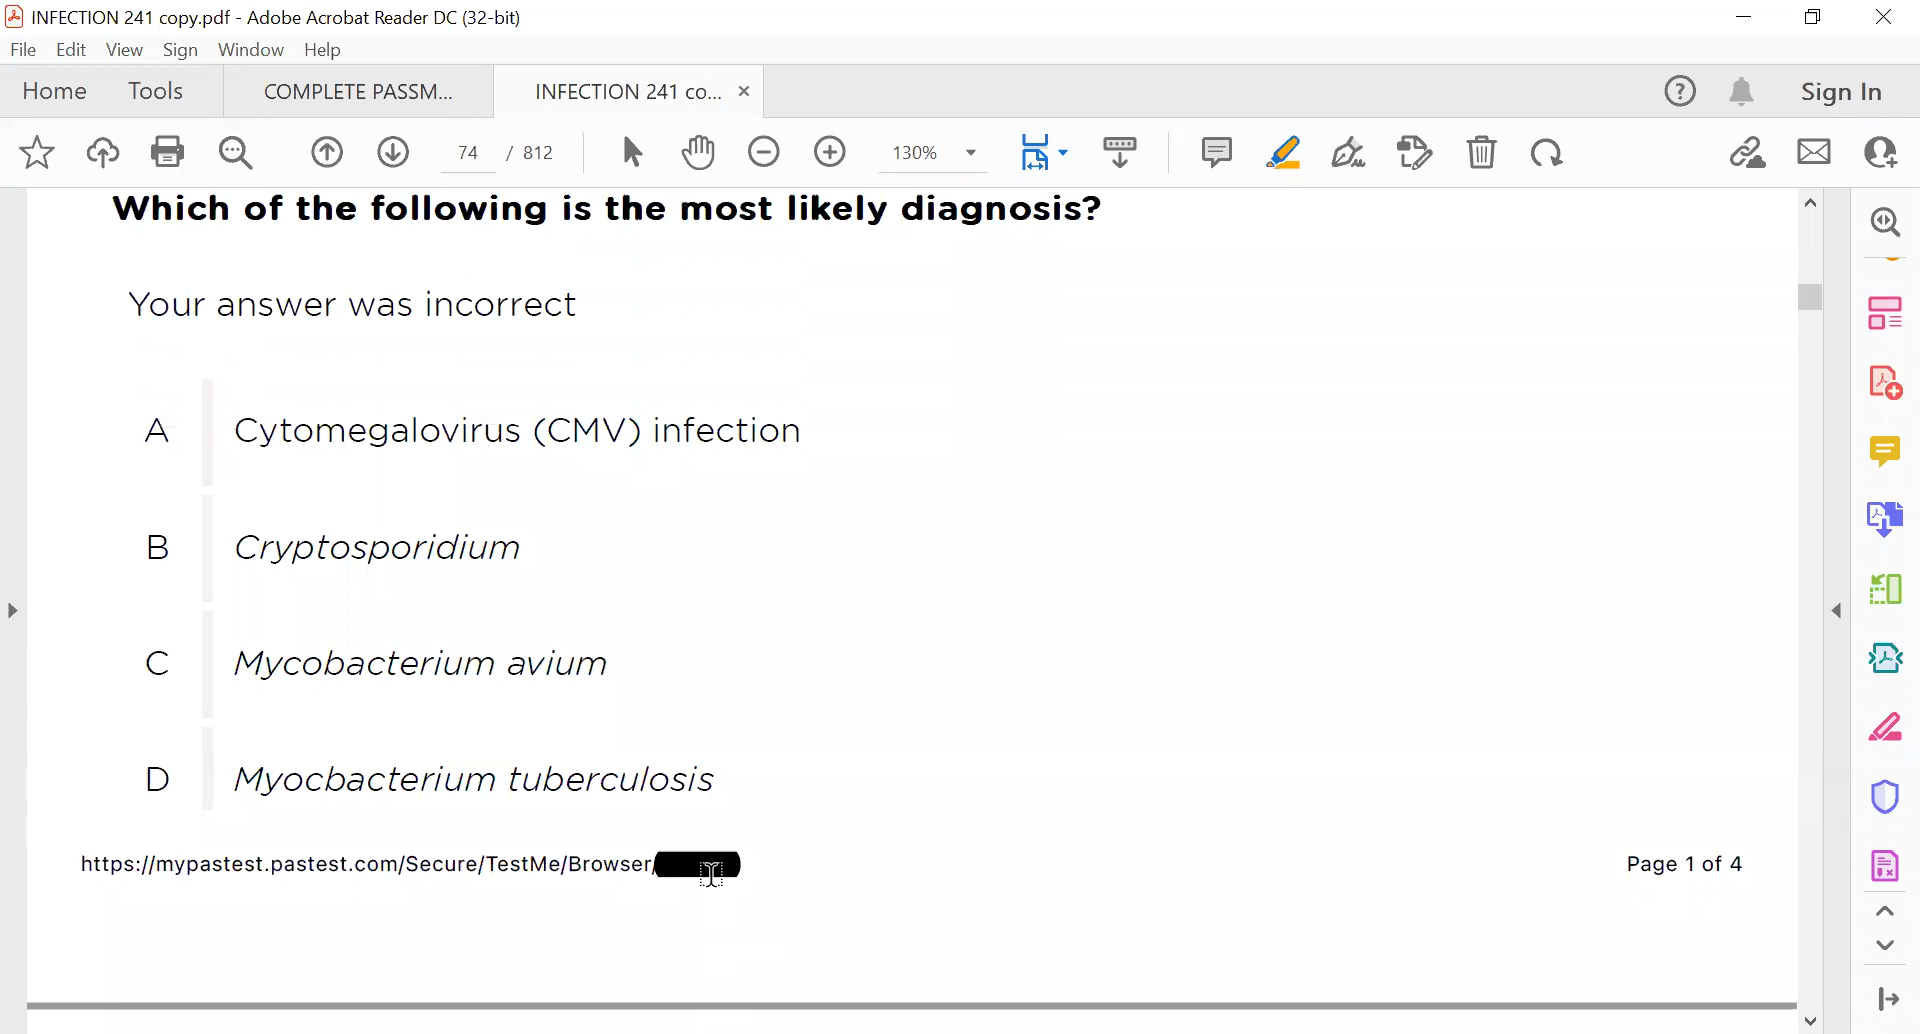 INFECTION 241 copy.pdf - Adobe Acrobat Reader DC (32-bit)
File Edit View Sign Window Help
Home Tools COMPLETE PASSM... INFECTION 241 co... × Sign In
74 / 812 130%
Which of the following is the most likely diagnosis?
Your answer was incorrect
A Cytomegalovirus (CMV) infection
B Cryptosporidium
C Mycobacterium avium
D Myocbacterium tuberculosis
https://mypastest.pastest.com/Secure/TestMe/Browser/
Page 1 of 4